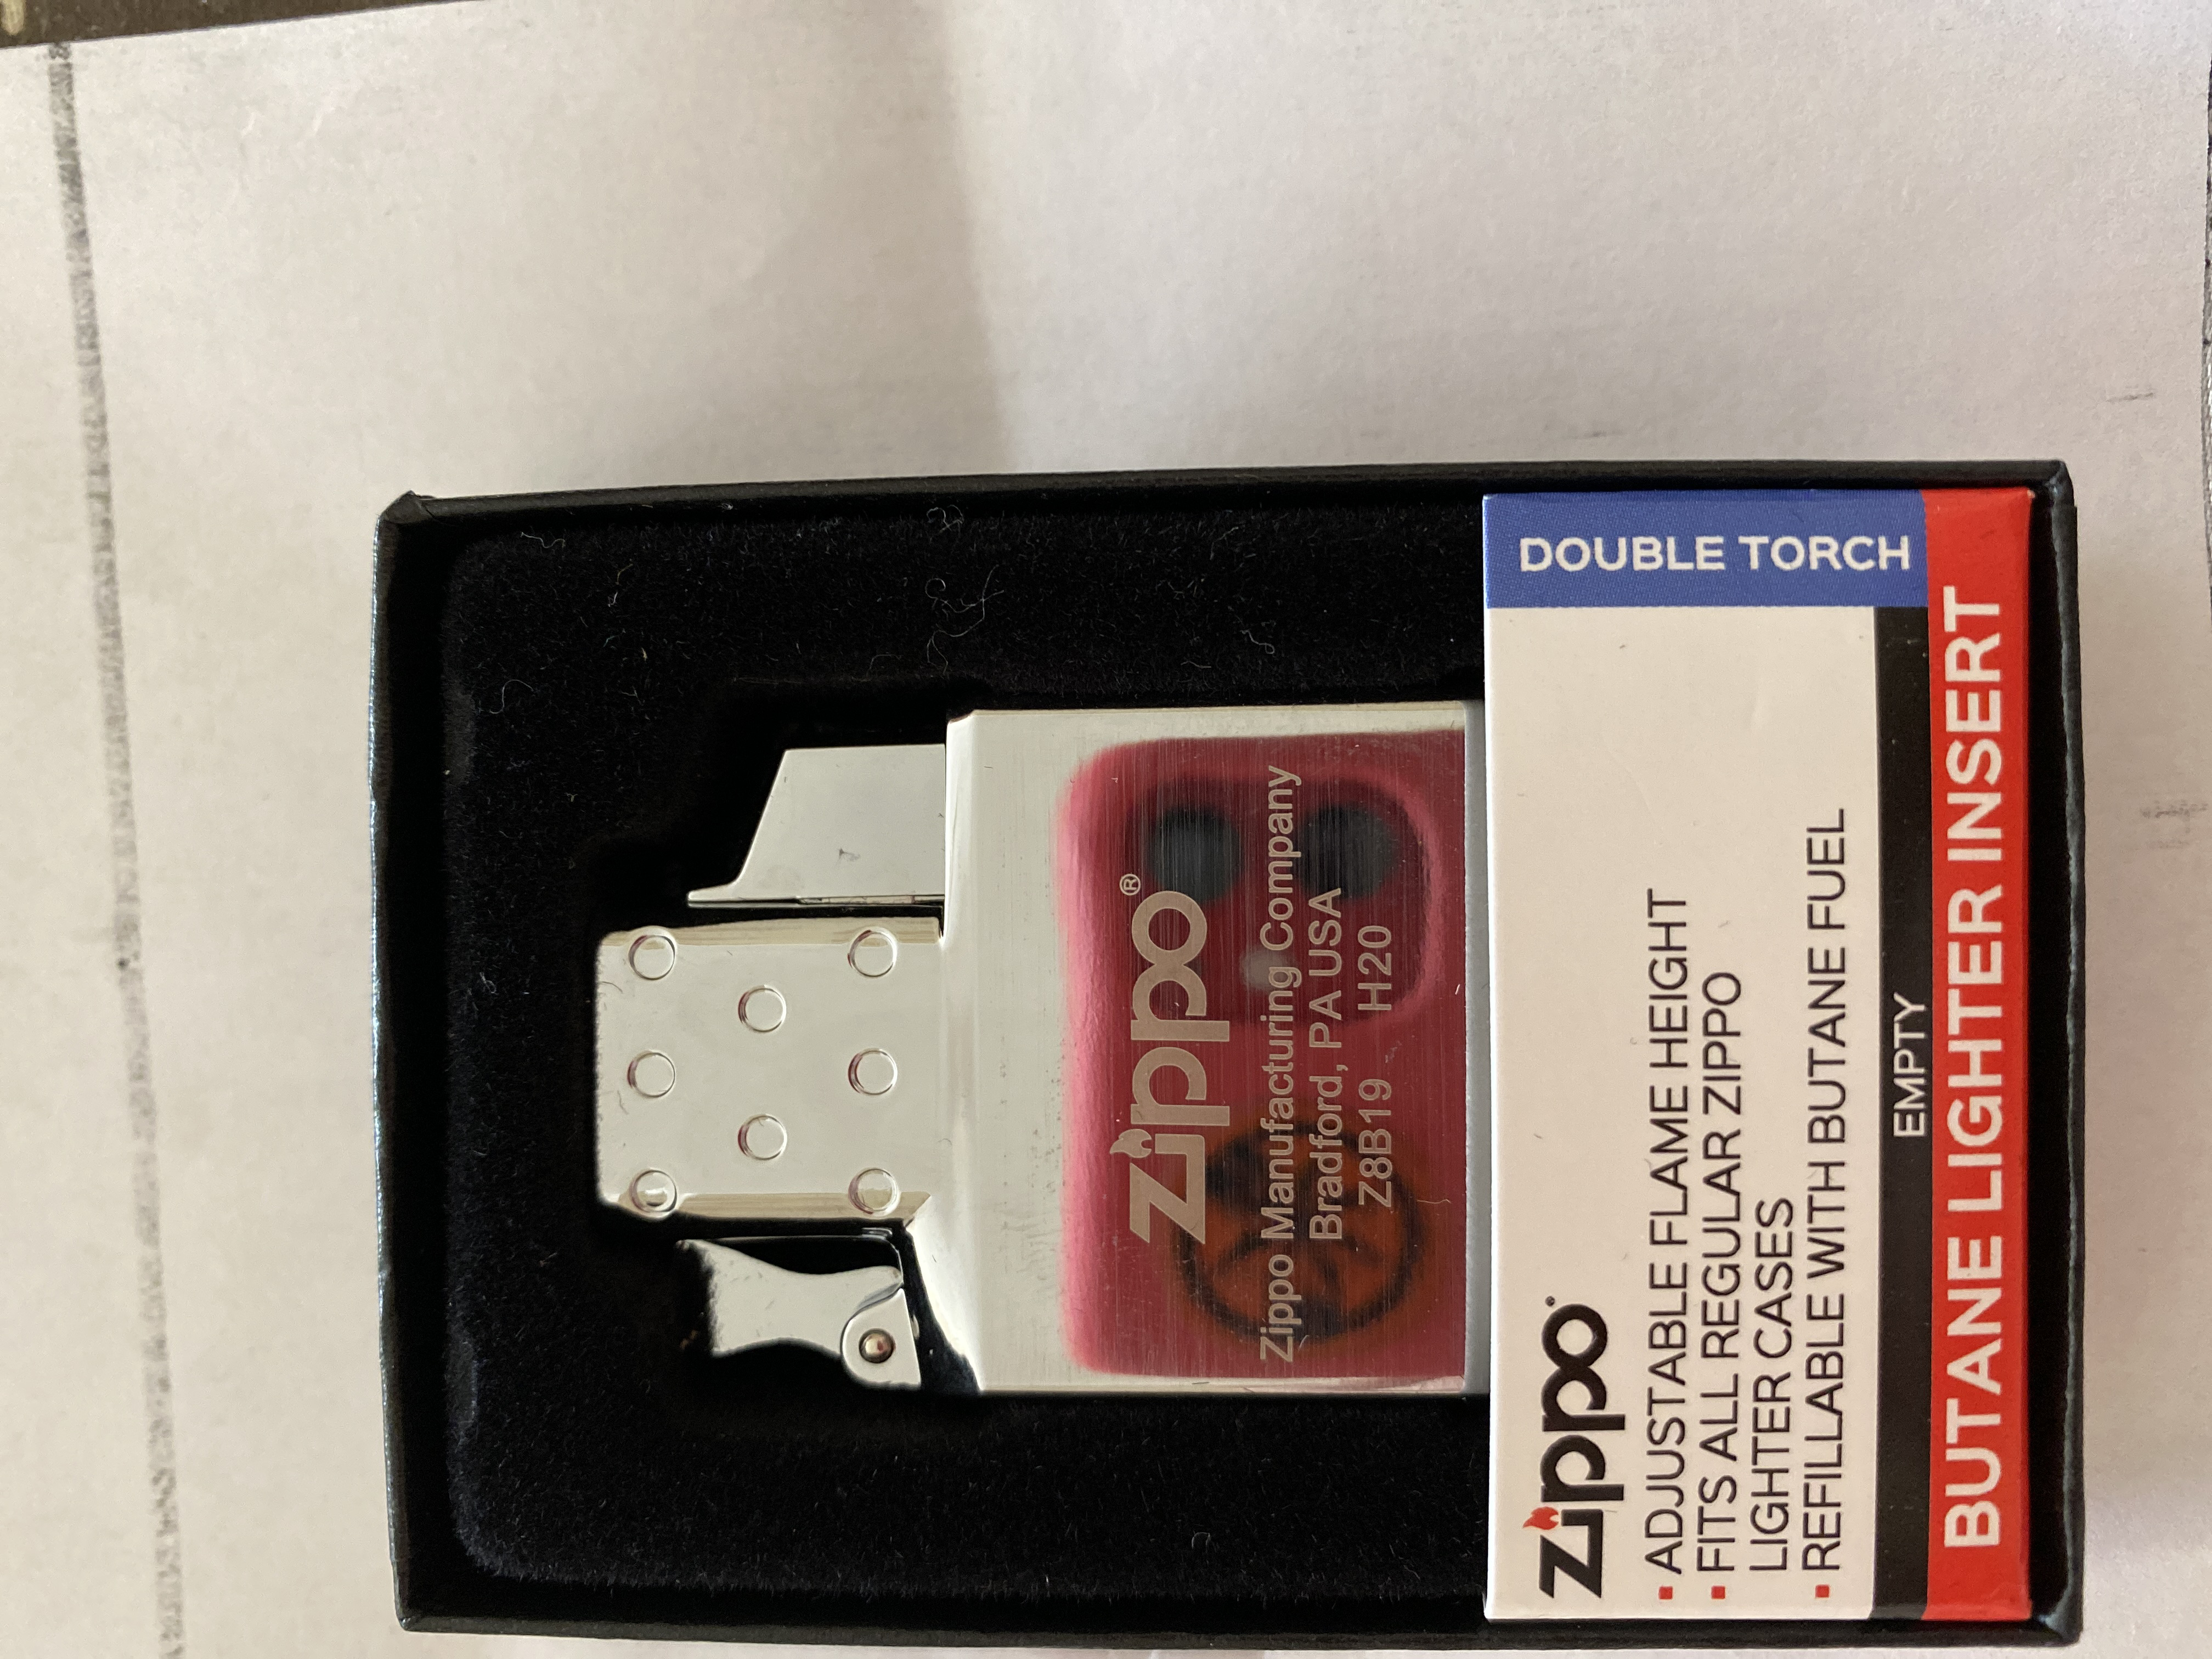 zippo®
Zippo Manufacturing Company
Bradford, PA USA
Z8B19 H20
zippo
DOUBLE TORCH
▪ ADJUSTABLE FLAME HEIGHT
▪ FITS ALL REGULAR ZIPPO
LIGHTER CASES
▪ REFILLABLE WITH BUTANE FUEL
EMPTY
BUTANE LIGHTER INSERT